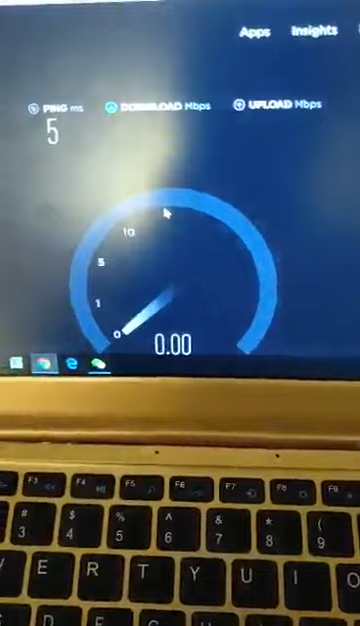 Apps Insights
PING ms DOWNLOAD Mbps UPLOAD Mbps
5
10
5
1
0
0.00
F3 F4 F5 F6 F7 F8 F9
# $ % ^ & * (
3 4 5 6 7 8 9
E R T Y U I O